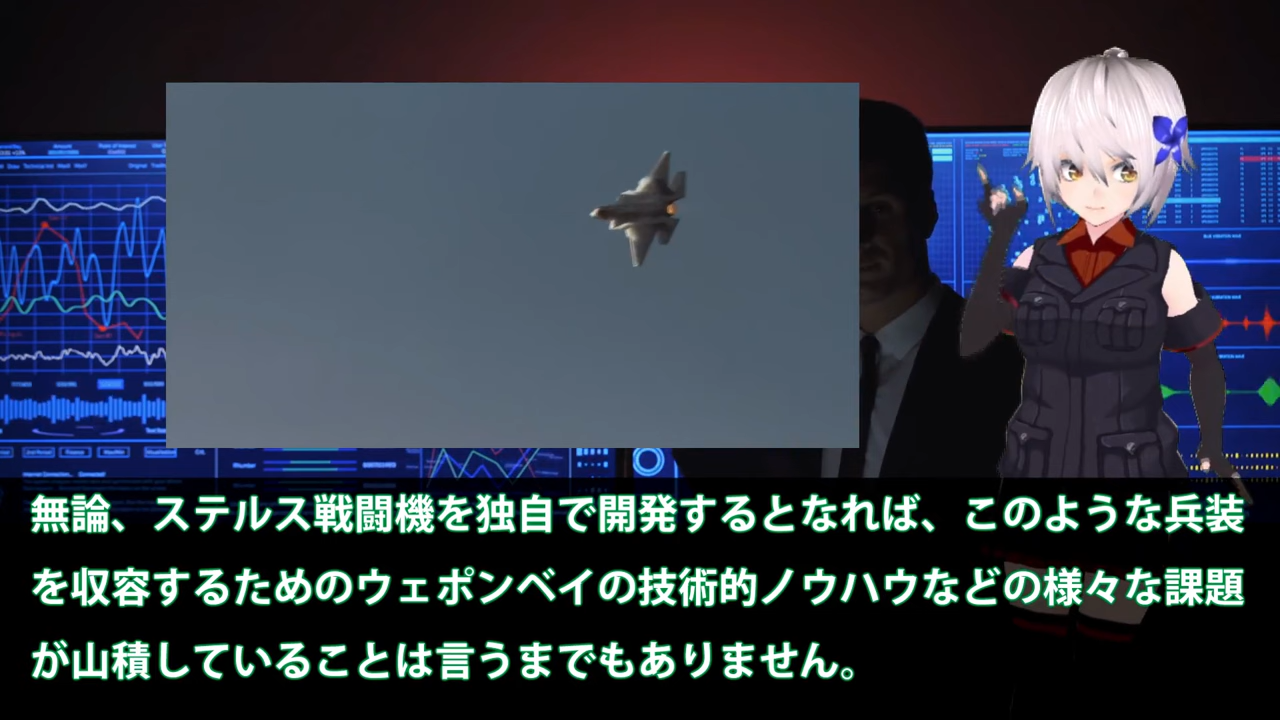 無論、ステルス戦闘機を独自で開発するとなれば、このような兵装
を収容するためのウェポンベイの技術的ノウハウなどの様々な課題
が山積していることは言うまでもありません。